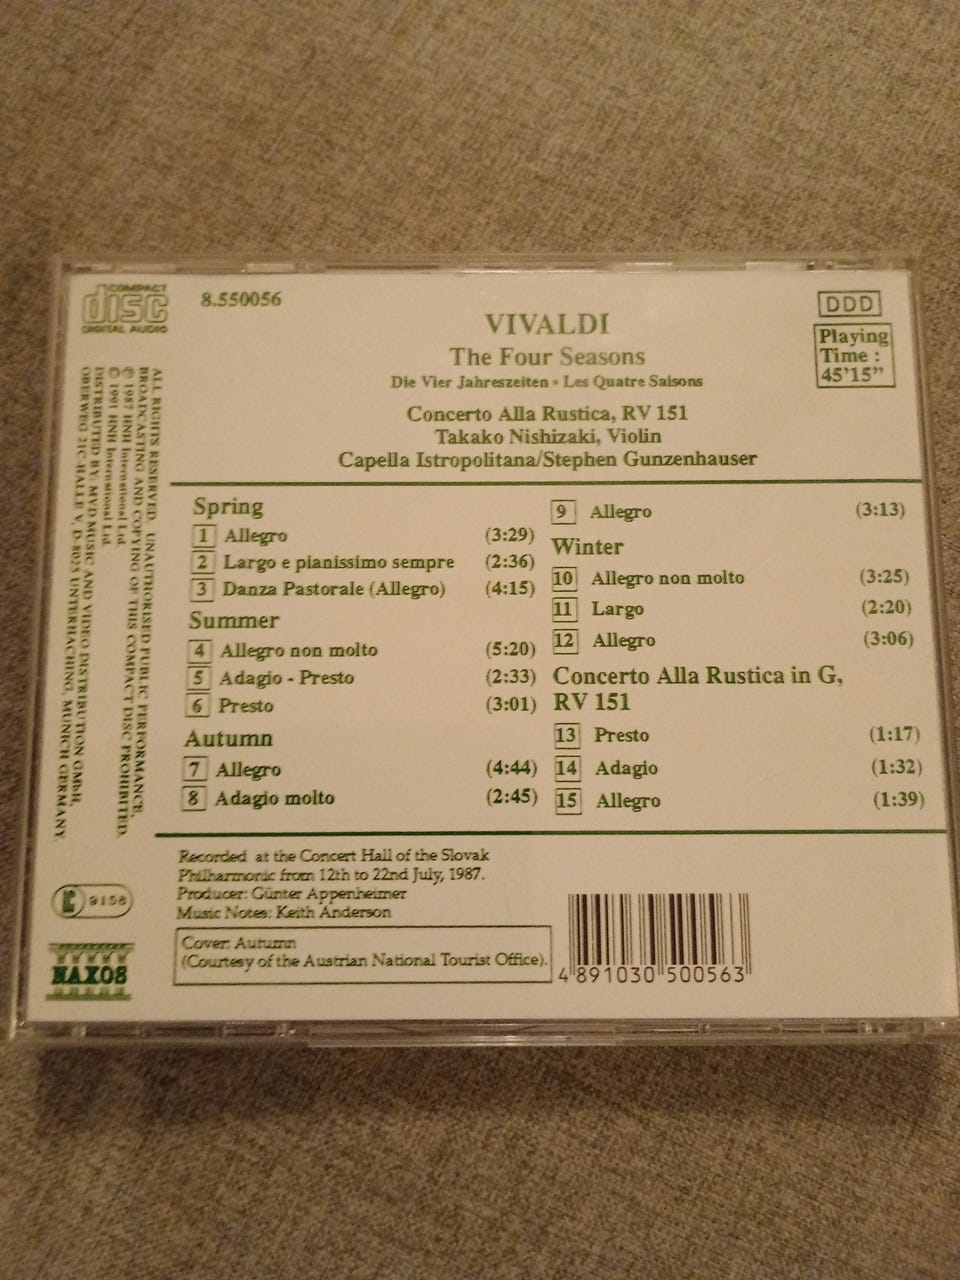 COMPACT
disc
DIGITAL AUDIO
8.550056
DDD
Playing
Time :
45'15"
VIVALDI
The Four Seasons
Die Vier Jahreszeiten • Les Quatre Saisons
Concerto Alla Rustica, RV 151
Takako Nishizaki, Violin
Capella Istropolitana/Stephen Gunzenhauser
ALL RIGHTS RESERVED. UNAUTHORISED PUBLIC PERFORMANCE,
BROADCASTING AND COPYING OF THIS COMPACT DISC PROHIBITED.
℗ 1987 HNH International Ltd.
© 1991 HNH International Ltd.
DISTRIBUTED BY: MVD MUSIC AND VIDEO DISTRIBUTION GMBH,
OBERWEG 21C-HALLE V, D-8025 UNTERHACHING, MUNICH GERMANY.
Spring
1 Allegro (3:29)
2 Largo e pianissimo sempre (2:36)
3 Danza Pastorale (Allegro) (4:15)
Summer
4 Allegro non molto (5:20)
5 Adagio - Presto (2:33)
6 Presto (3:01)
Autumn
7 Allegro (4:44)
8 Adagio molto (2:45)
9 Allegro (3:13)
Winter
10 Allegro non molto (3:25)
11 Largo (2:20)
12 Allegro (3:06)
Concerto Alla Rustica in G,
RV 151
13 Presto (1:17)
14 Adagio (1:32)
15 Allegro (1:39)
Recorded at the Concert Hall of the Slovak
Philharmonic from 12th to 22nd July, 1987.
Producer: Günter Appenheimer
Music Notes: Keith Anderson
Cover: Autumn
(Courtesy of the Austrian National Tourist Office).
9158
NAXOS
4 891030 500563